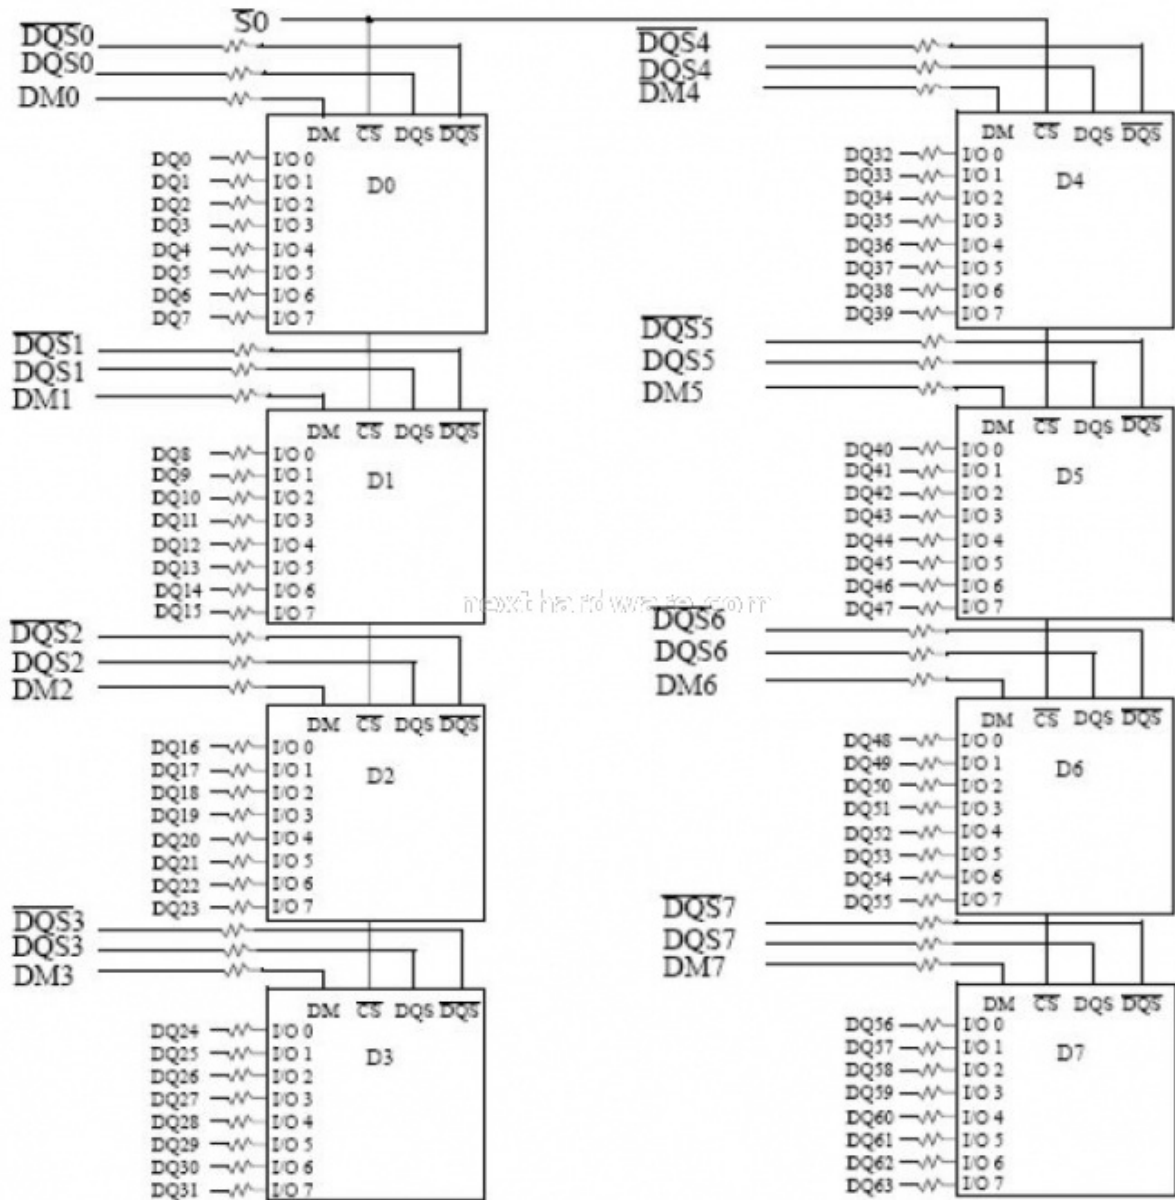 S0
DQS0
DQS0
DM0
DM CS DQS DQS
D0
DQ0 I/O 0
DQ1 I/O 1
DQ2 I/O 2
DQ3 I/O 3
DQ4 I/O 4
DQ5 I/O 5
DQ6 I/O 6
DQ7 I/O 7
DQS1
DQS1
DM1
DM CS DQS DQS
D1
DQ8 I/O 0
DQ9 I/O 1
DQ10 I/O 2
DQ11 I/O 3
DQ12 I/O 4
DQ13 I/O 5
DQ14 I/O 6
DQ15 I/O 7
DQS2
DQS2
DM2
DM CS DQS DQS
D2
DQ16 I/O 0
DQ17 I/O 1
DQ18 I/O 2
DQ19 I/O 3
DQ20 I/O 4
DQ21 I/O 5
DQ22 I/O 6
DQ23 I/O 7
DQS3
DQS3
DM3
DM CS DQS DQS
D3
DQ24 I/O 0
DQ25 I/O 1
DQ26 I/O 2
DQ27 I/O 3
DQ28 I/O 4
DQ29 I/O 5
DQ30 I/O 6
DQ31 I/O 7
DQS4
DQS4
DM4
DM CS DQS DQS
D4
DQ32 I/O 0
DQ33 I/O 1
DQ34 I/O 2
DQ35 I/O 3
DQ36 I/O 4
DQ37 I/O 5
DQ38 I/O 6
DQ39 I/O 7
DQS5
DQS5
DM5
DM CS DQS DQS
D5
DQ40 I/O 0
DQ41 I/O 1
DQ42 I/O 2
DQ43 I/O 3
DQ44 I/O 4
DQ45 I/O 5
DQ46 I/O 6
DQ47 I/O 7
nexthardware.com
DQS6
DQS6
DM6
DM CS DQS DQS
D6
DQ48 I/O 0
DQ49 I/O 1
DQ50 I/O 2
DQ51 I/O 3
DQ52 I/O 4
DQ53 I/O 5
DQ54 I/O 6
DQ55 I/O 7
DQS7
DQS7
DM7
DM CS DQS DQS
D7
DQ56 I/O 0
DQ57 I/O 1
DQ58 I/O 2
DQ59 I/O 3
DQ60 I/O 4
DQ61 I/O 5
DQ62 I/O 6
DQ63 I/O 7